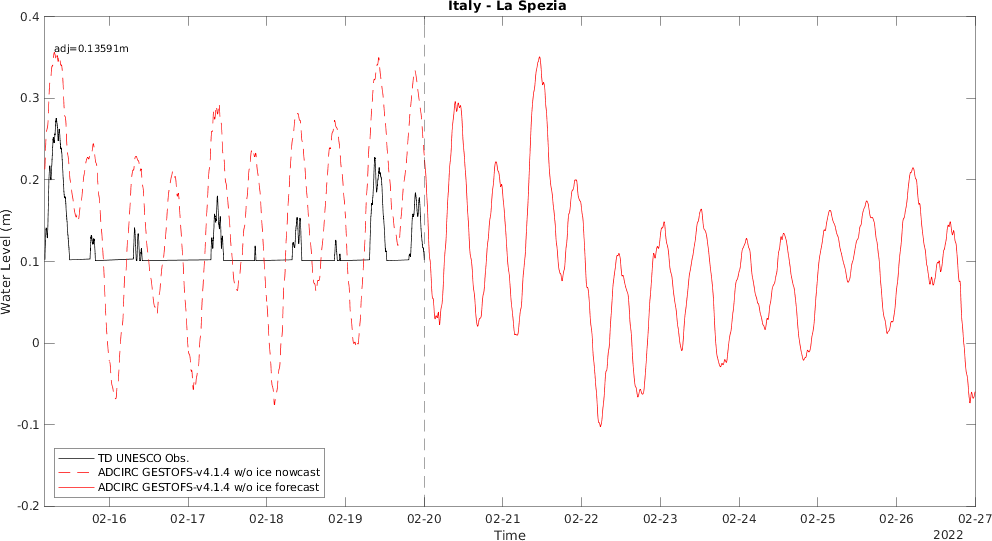 Italy - La Spezia
adj=0.13591m
0.4
0.3
0.2
0.1
0
-0.1
-0.2
Water Level (m)
TD UNESCO Obs.
ADCIRC GESTOFS-v4.1.4 w/o ice nowcast
ADCIRC GESTOFS-v4.1.4 w/o ice forecast
02-16 02-17 02-18 02-19 02-20 02-21 02-22 02-23 02-24 02-25 02-26 02-27
Time
2022